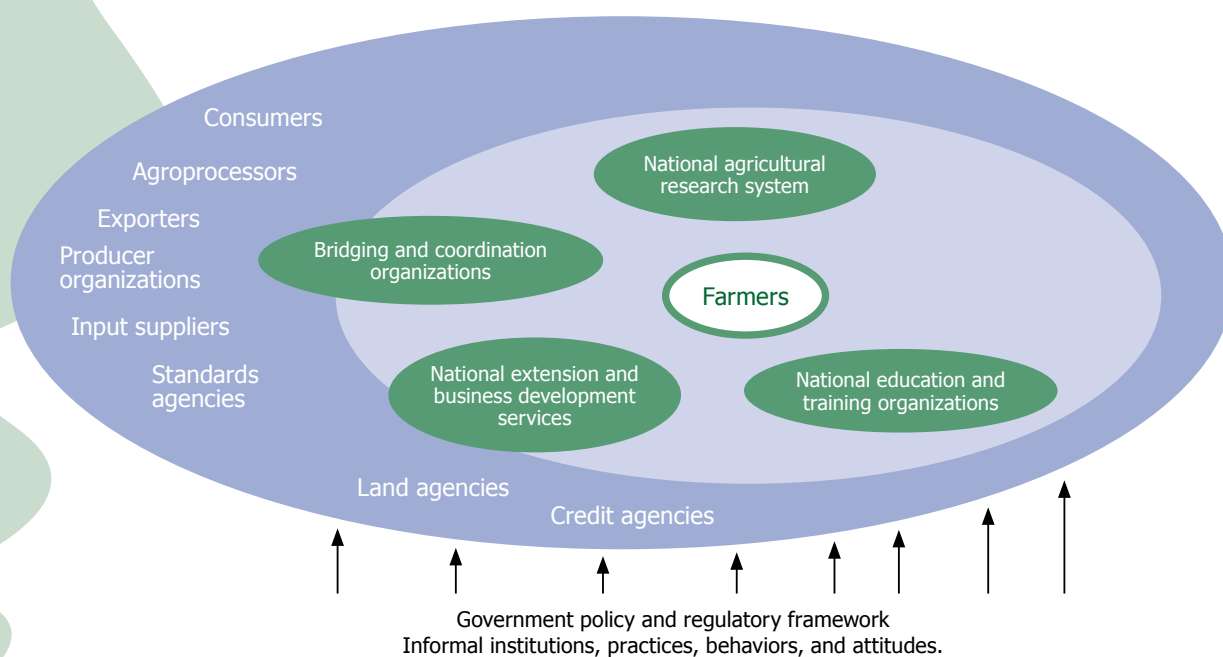 Consumers
Agroprocessors
Exporters
Producer
organizations
Input suppliers
Standards
agencies
Land agencies
Credit agencies
National agricultural
research system
Bridging and coordination
organizations
Farmers
National extension and
business development
services
National education and
training organizations
Government policy and regulatory framework
Informal institutions, practices, behaviors, and attitudes.